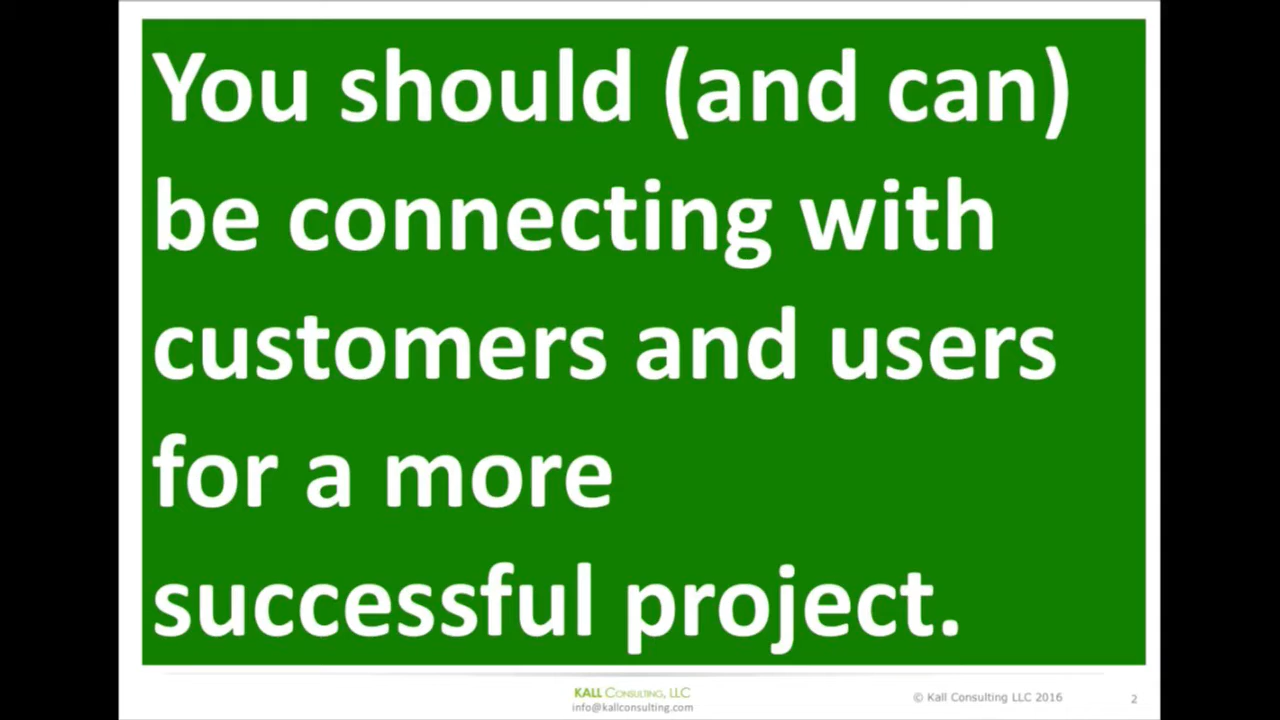 You should (and can)
be connecting with
customers and users
for a more
successful project.
KALL CONSULTING, LLC
info@kallconsulting.com
© Kall Consulting LLC 2016
2